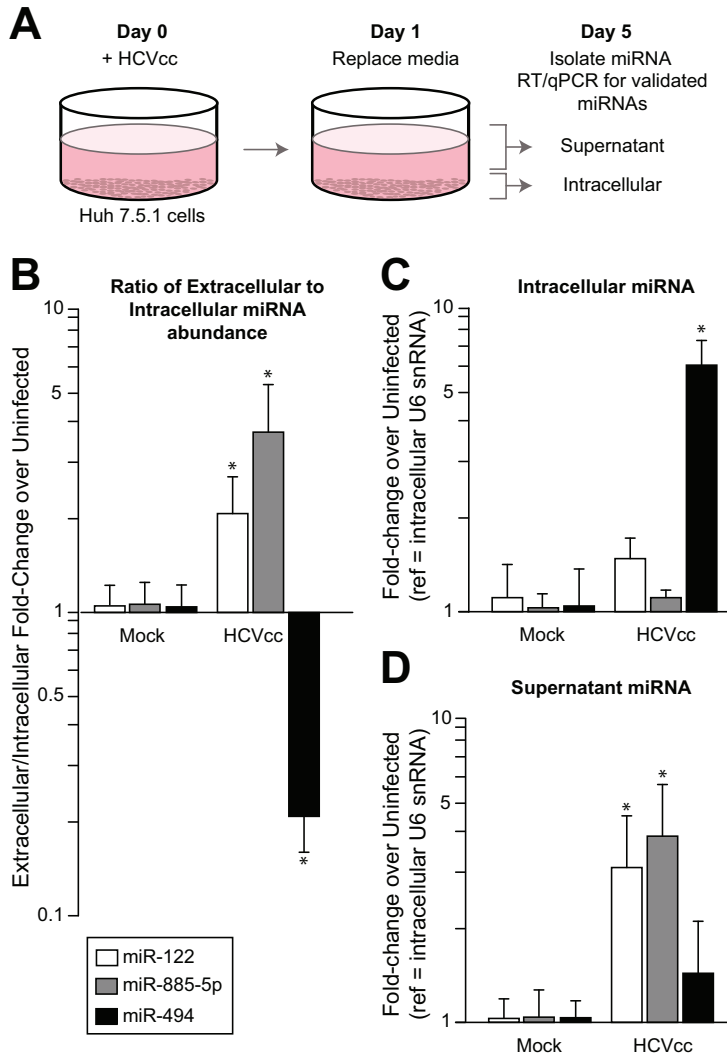 A
Day 0
+ HCVcc
Huh 7.5.1 cells
Day 1
Replace media
Day 5
Isolate miRNA
RT/qPCR for validated
miRNAs
Supernatant
Intracellular
B
Ratio of Extracellular to
Intracellular miRNA
abundance
Extracellular/Intracellular Fold-Change over Uninfected
10
5
1
0.5
0.1
*
*
*
Mock
HCVcc
miR-122
miR-885-5p
miR-494
C
Intracellular miRNA
Fold-change over Uninfected
(ref = intracellular U6 snRNA)
10
5
1
*
Mock
HCVcc
D
Supernatant miRNA
Fold-change over Uninfected
(ref = intracellular U6 snRNA)
10
5
1
*
*
Mock
HCVcc